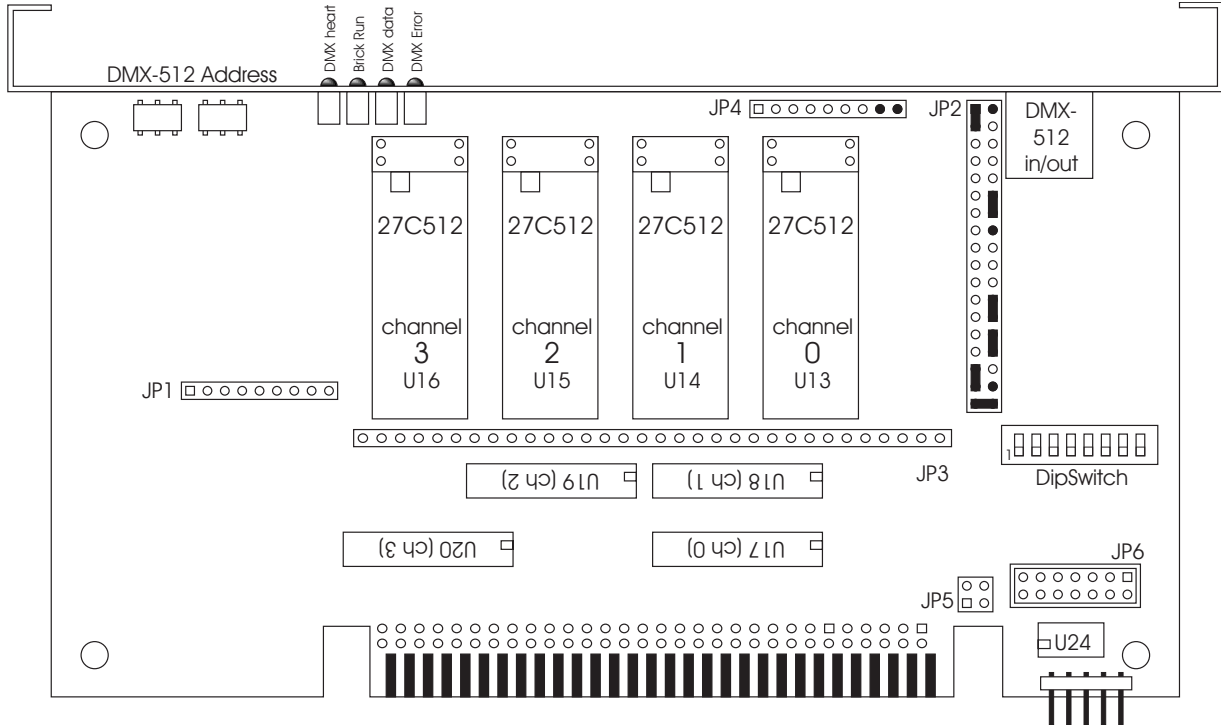 DMX heart
Brick Run
DMX data
DMX Error
DMX-512 Address
JP4
JP2
DMX-
512
in/out
27C512
27C512
27C512
27C512
channel
3
U16
channel
2
U15
channel
1
U14
channel
0
U13
JP1
JP3
1
DipSwitch
U19 (ch 2)
U18 (ch 1)
U20 (ch 3)
U17 (ch 0)
JP6
JP5
U24